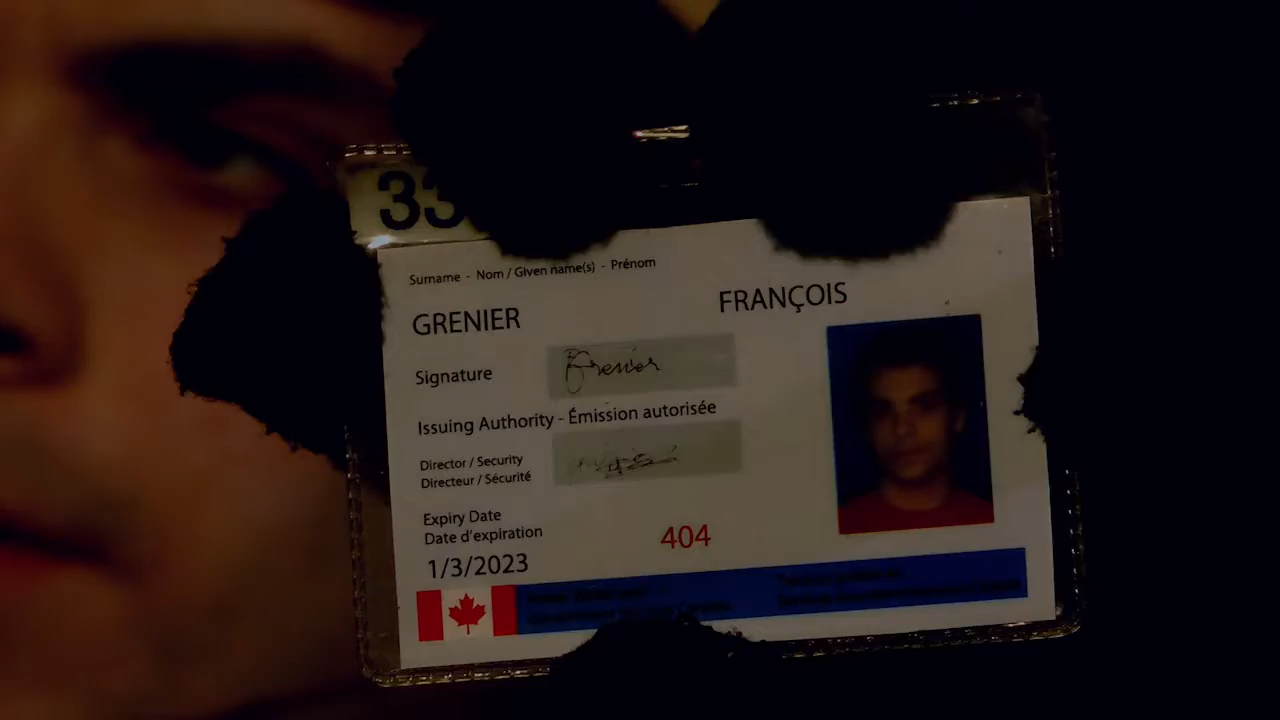 33
Surname - Nom / Given name(s) - Prénom
GRENIER FRANÇOIS
Signature Grenier
Issuing Authority - Émission autorisée
Director / Security
Directeur / Sécurité
Expiry Date
Date d'expiration
404
1/3/2023